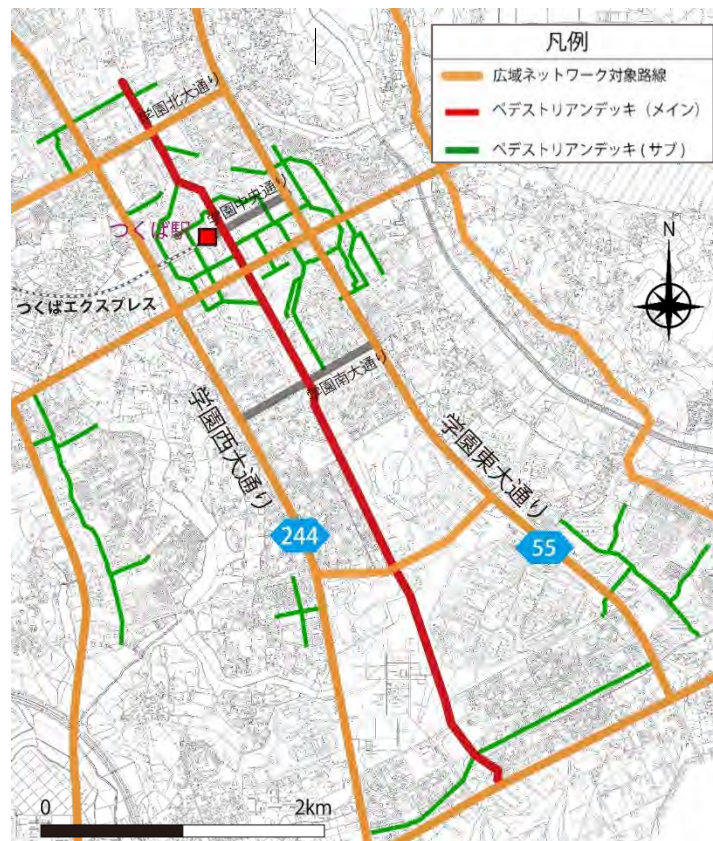 凡例
広域ネットワーク対象路線
ペデストリアンデッキ（メイン）
ペデストリアンデッキ(サブ)
学園北大通り
学園中央通り
つくば駅
N
つくばエクスプレス
学園南大通り
学園西大通り
学園東大通り
244
55
0
2km